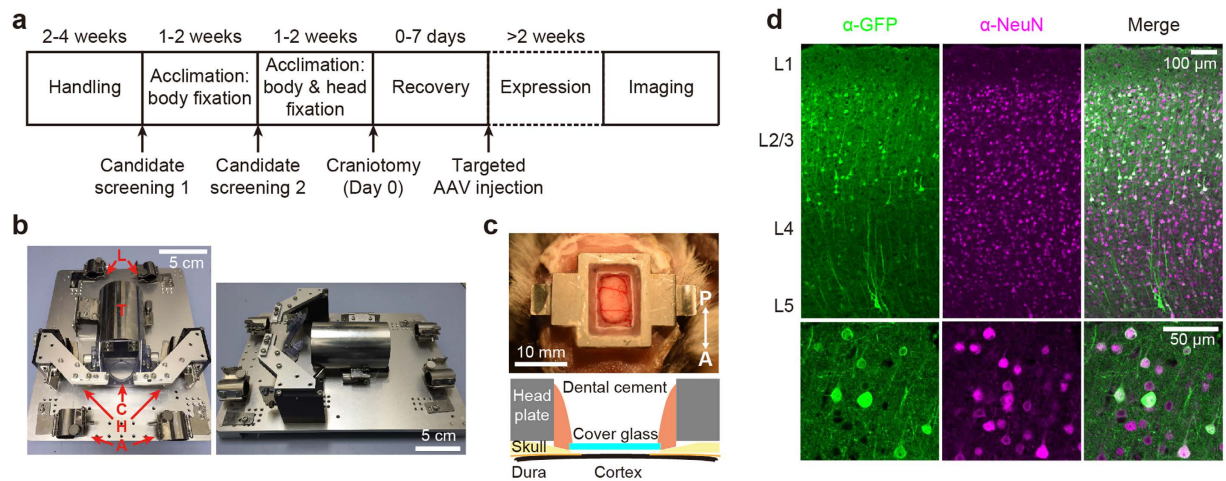 a
2-4 weeks
1-2 weeks
1-2 weeks
0-7 days
>2 weeks
Handling
Acclimation:
body fixation
Acclimation:
body & head
fixation
Recovery
Expression
Imaging
Candidate
screening 1
Candidate
screening 2
Craniotomy
(Day 0)
Targeted
AAV injection
b
L
5 cm
T
C
H
A
5 cm
c
P
A
10 mm
Head
plate
Dental cement
Cover glass
Skull
Dura
Cortex
d
α-GFP
α-NeuN
Merge
100 μm
L1
L2/3
L4
L5
50 μm